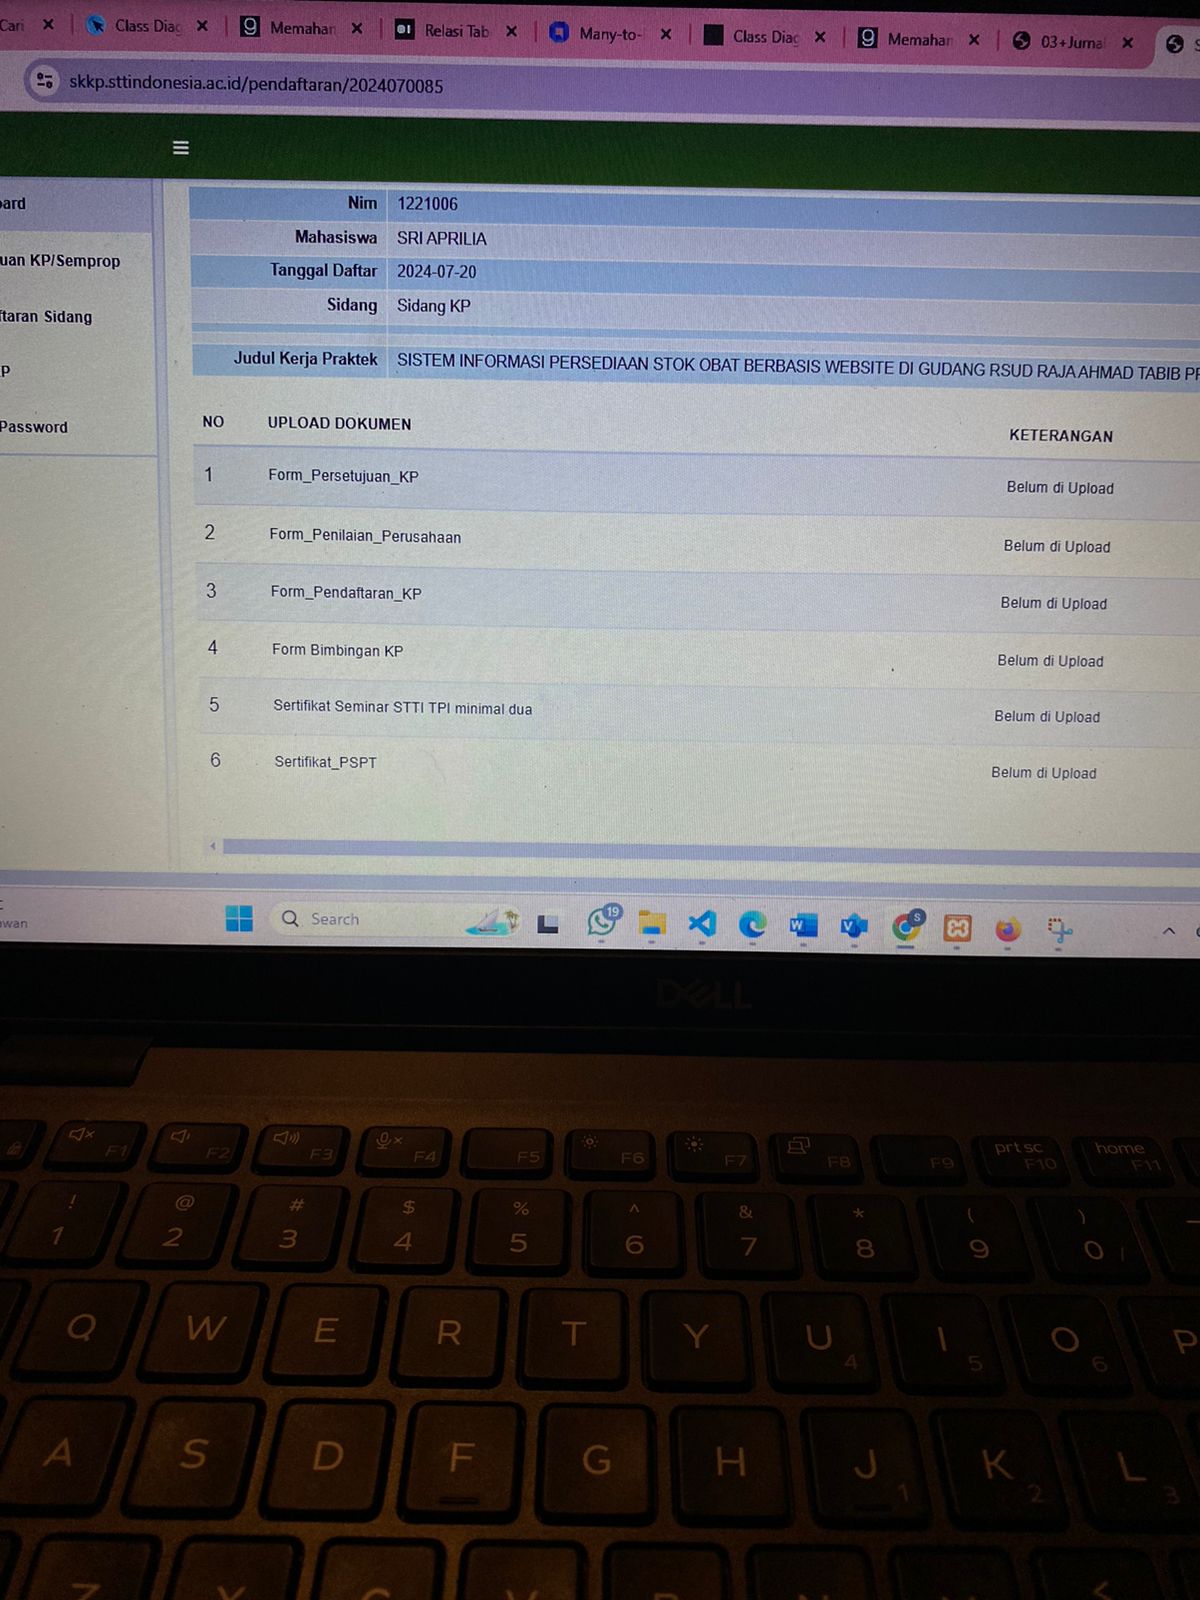 Cari × Class Diag × Memahan × Relasi Tab × Many-to- × Class Diag × Memahan × 03+Jurna × S
skkp.sttindonesia.ac.id/pendaftaran/2024070085
oard
uan KP/Semprop
ftaran Sidang
P
Password
Nim 1221006
Mahasiswa SRI APRILIA
Tanggal Daftar 2024-07-20
Sidang Sidang KP
Judul Kerja Praktek SISTEM INFORMASI PERSEDIAAN STOK OBAT BERBASIS WEBSITE DI GUDANG RSUD RAJA AHMAD TABIB PR
NO UPLOAD DOKUMEN KETERANGAN
1 Form_Persetujuan_KP Belum di Upload
2 Form_Penilaian_Perusahaan Belum di Upload
3 Form_Pendaftaran_KP Belum di Upload
4 Form Bimbingan KP Belum di Upload
5 Sertifikat Seminar STTI TPI minimal dua Belum di Upload
6 Sertifikat_PSPT Belum di Upload
awan
Search
19
S
DELL
F1 F2 F3 F4 F5 F6 F7 F8 F9 prt sc F10 home F11
! @ # $ % ^ & * ( )
1 2 3 4 5 6 7 8 9 0 /
Q W E R T Y U 4 I 5 O 6 P
A S D F G H J 1 K 2 L 3